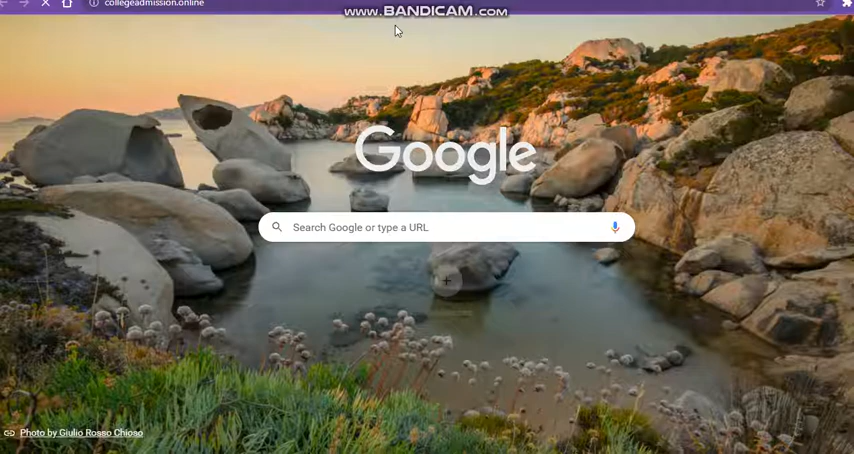 collegeadmission.online
www.BANDICAM.com
Google
Search Google or type a URL
Photo by Giulio Rosso Chioso